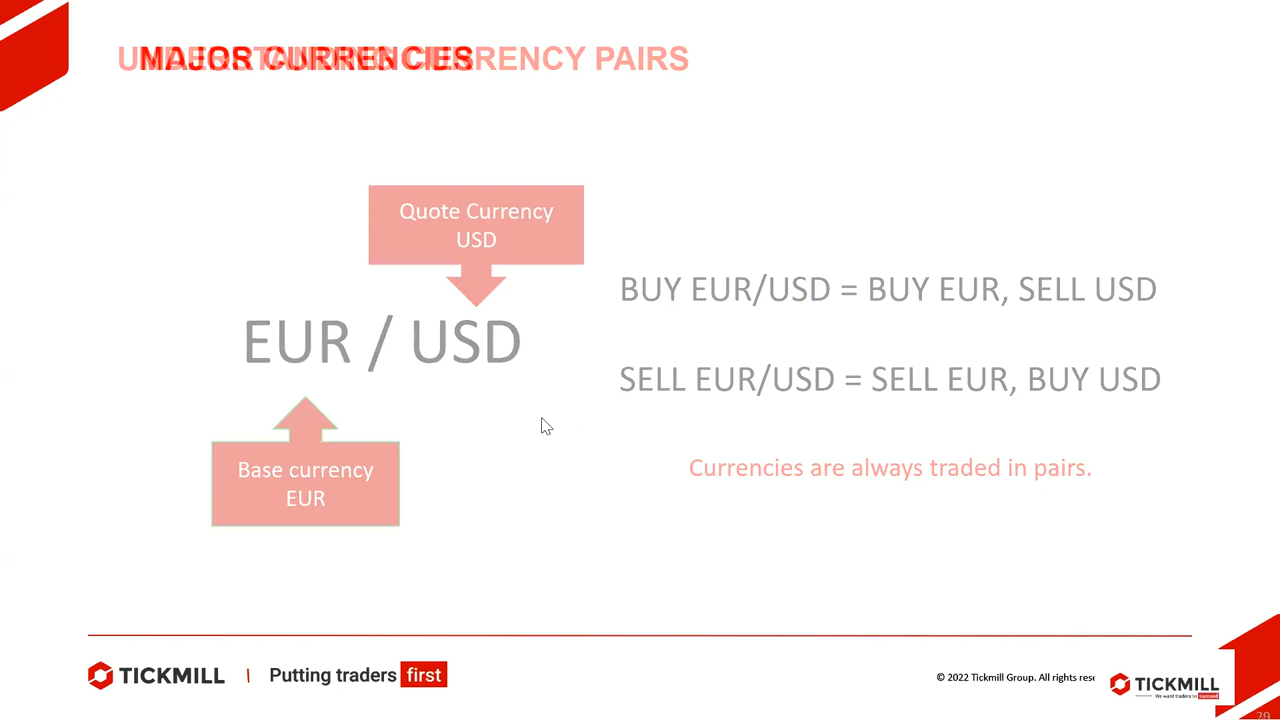 UNDERSTANDING CURRENCY PAIRS
MAJOR CURRENCIES
Quote Currency
USD
EUR / USD
Base currency
EUR
BUY EUR/USD = BUY EUR, SELL USD
SELL EUR/USD = SELL EUR, BUY USD
Currencies are always traded in pairs.
TICKMILL | Putting traders first
© 2022 Tickmill Group. All rights rese
TICKMILL
We want traders to succeed
29